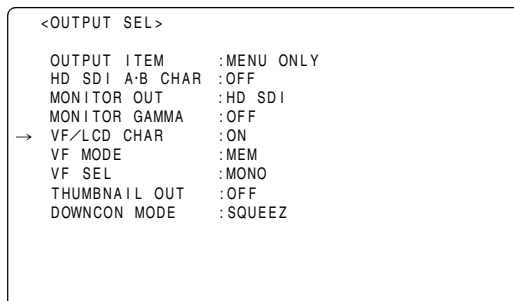 <OUTPUT SEL>
OUTPUT ITEM :MENU ONLY
HD SDI A·B CHAR :OFF
MONITOR OUT :HD SDI
MONITOR GAMMA :OFF
→ VF/LCD CHAR :ON
VF MODE :MEM
VF SEL :MONO
THUMBNAIL OUT :OFF
DOWNCON MODE :SQUEEZ